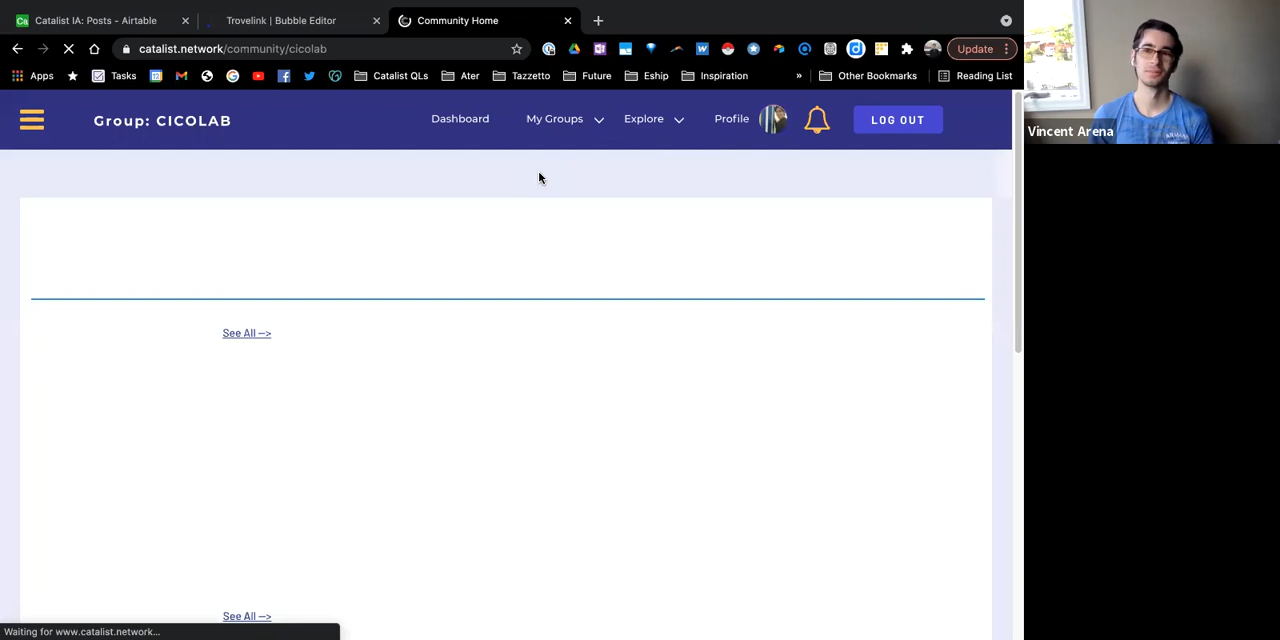 Catalist IA: Posts - Airtable
Trovelink | Bubble Editor
Community Home
catalist.network/community/cicolab
Update
Apps
Tasks
Catalist QLs
Ater
Tazzetto
Future
Eship
Inspiration
»
Other Bookmarks
Reading List
Group: CICOLAB
Dashboard
My Groups
Explore
Profile
LOG OUT
Vincent Arena
See All —>
See All —>
Waiting for www.catalist.network...